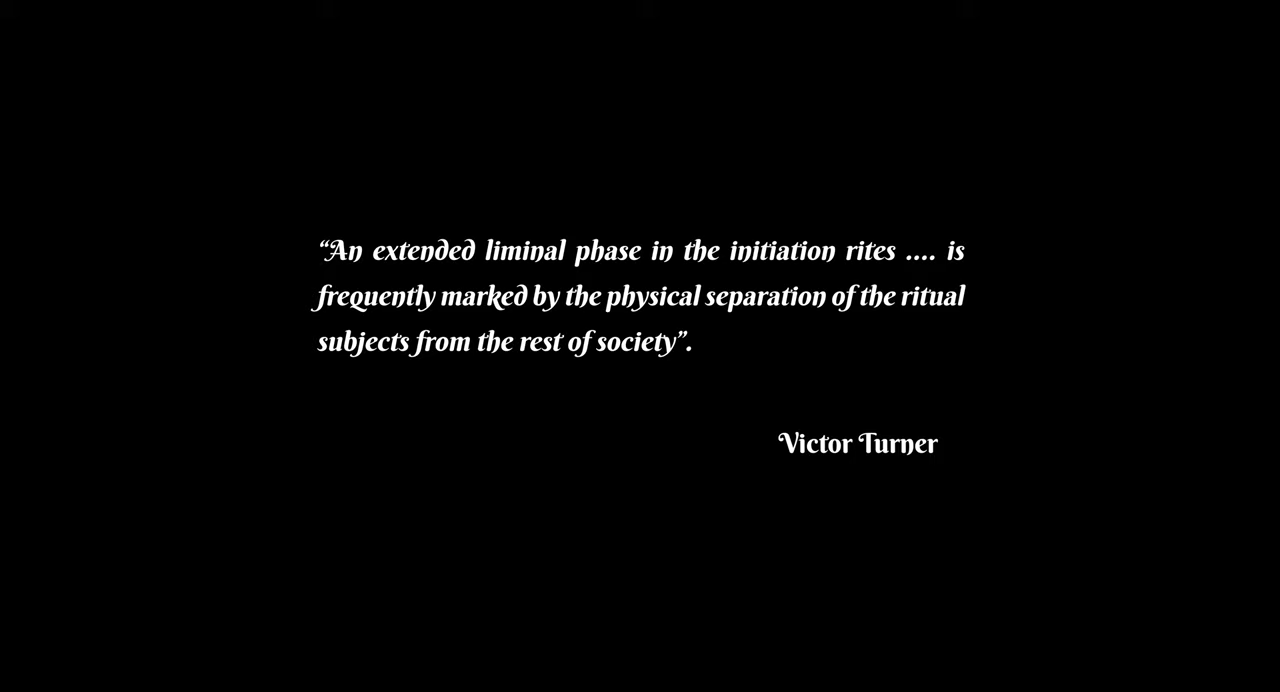 “An extended liminal phase in the initiation rites .... is
frequently marked by the physical separation of the ritual
subjects from the rest of society”.
Victor Turner